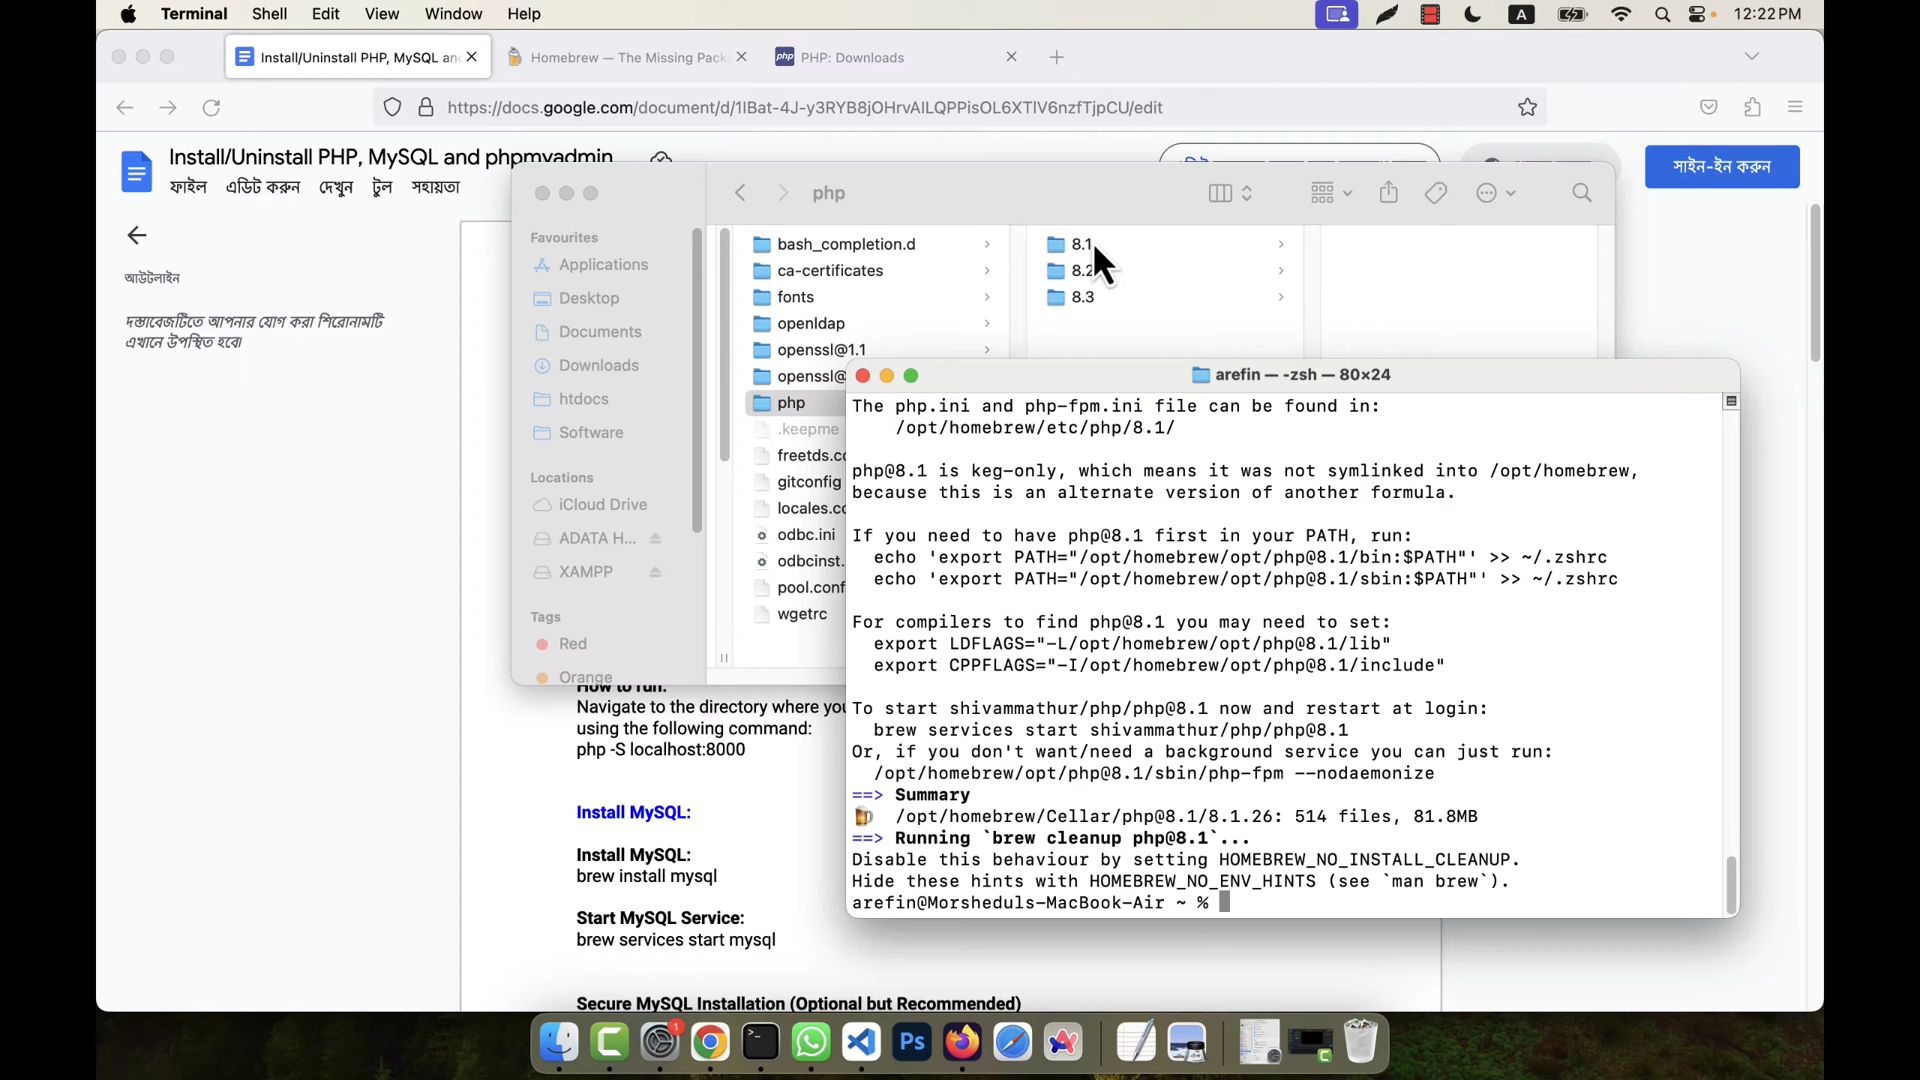 Terminal Shell Edit View Window Help
A 12:22 PM
Install/Uninstall PHP, MySQL an
Homebrew — The Missing Pack
php PHP: Downloads
https://docs.google.com/document/d/1IBat-4J-y3RYB8jOHrvAILQPPisOL6XTlV6nzfTjpCU/edit
Install/Uninstall PHP, MySQL and phpmyadmin
ফাইল এডিট করুন দেখুন টুল সহায়তা
সাইন-ইন করুন
আউটলাইন
দস্তাবেজটিতে আপনার যোগ করা শিরোনামটি
এখানে উপস্থিত হবে৷
php
Favourites
Applications
Desktop
Documents
Downloads
htdocs
Software
Locations
iCloud Drive
ADATA H...
XAMPP
Tags
Red
Orange
bash_completion.d
ca-certificates
fonts
openldap
openssl@1.1
openssl@
php
.keepme
freetds.co
gitconfig
locales.co
odbc.ini
odbcinst.
pool.conf
wgetrc
8.1
8.2
8.3
arefin — -zsh — 80×24
The php.ini and php-fpm.ini file can be found in:
/opt/homebrew/etc/php/8.1/
php@8.1 is keg-only, which means it was not symlinked into /opt/homebrew,
because this is an alternate version of another formula.
If you need to have php@8.1 first in your PATH, run:
echo 'export PATH="/opt/homebrew/opt/php@8.1/bin:$PATH"' >> ~/.zshrc
echo 'export PATH="/opt/homebrew/opt/php@8.1/sbin:$PATH"' >> ~/.zshrc
For compilers to find php@8.1 you may need to set:
export LDFLAGS="-L/opt/homebrew/opt/php@8.1/lib"
export CPPFLAGS="-I/opt/homebrew/opt/php@8.1/include"
To start shivammathur/php/php@8.1 now and restart at login:
brew services start shivammathur/php/php@8.1
Or, if you don't want/need a background service you can just run:
/opt/homebrew/opt/php@8.1/sbin/php-fpm --nodaemonize
==> Summary
/opt/homebrew/Cellar/php@8.1/8.1.26: 514 files, 81.8MB
==> Running `brew cleanup php@8.1`...
Disable this behaviour by setting HOMEBREW_NO_INSTALL_CLEANUP.
Hide these hints with HOMEBREW_NO_ENV_HINTS (see `man brew`).
arefin@Morsheduls-MacBook-Air ~ %
How to run:
Navigate to the directory where you
using the following command:
php -S localhost:8000
Install MySQL:
Install MySQL:
brew install mysql
Start MySQL Service:
brew services start mysql
Secure MySQL Installation (Optional but Recommended)
1
Ps